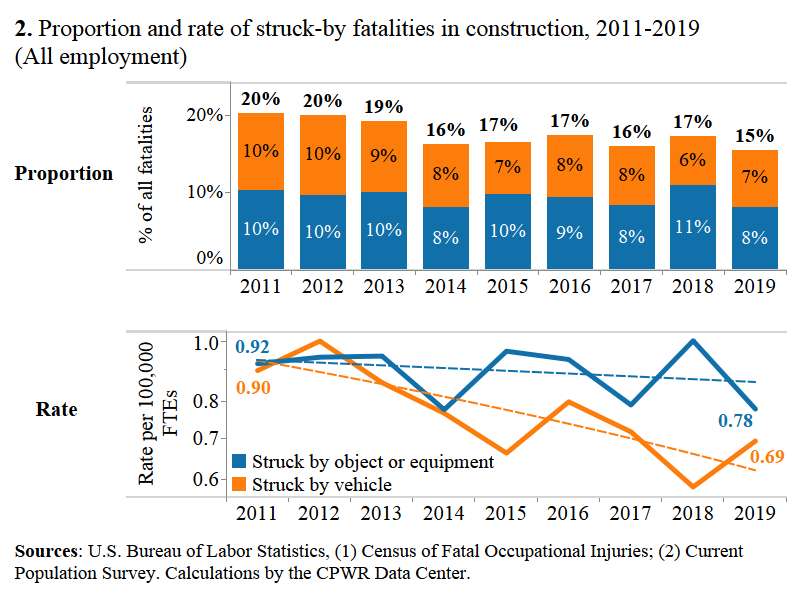 2. Proportion and rate of struck-by fatalities in construction, 2011-2019
(All employment)
Proportion
% of all fatalities
20%
10%
0%
20% 20% 19% 16% 17% 17% 16% 17% 15%
10% 10% 9% 8% 7% 8% 8% 6% 7%
10% 10% 10% 8% 10% 9% 8% 11% 8%
2011 2012 2013 2014 2015 2016 2017 2018 2019
Rate
Rate per 100,000
FTEs
1.0
0.8
0.7
0.6
0.92
0.90
0.78
0.69
Struck by object or equipment
Struck by vehicle
2011 2012 2013 2014 2015 2016 2017 2018 2019
Sources: U.S. Bureau of Labor Statistics, (1) Census of Fatal Occupational Injuries; (2) Current
Population Survey. Calculations by the CPWR Data Center.